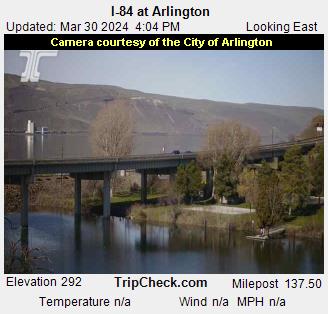 I-84 at Arlington
Updated: Mar 30 2024 4:04 PM Looking East
Camera courtesy of the City of Arlington
Elevation 292 TripCheck.com Milepost 137.50
Temperature n/a Wind n/a MPH n/a